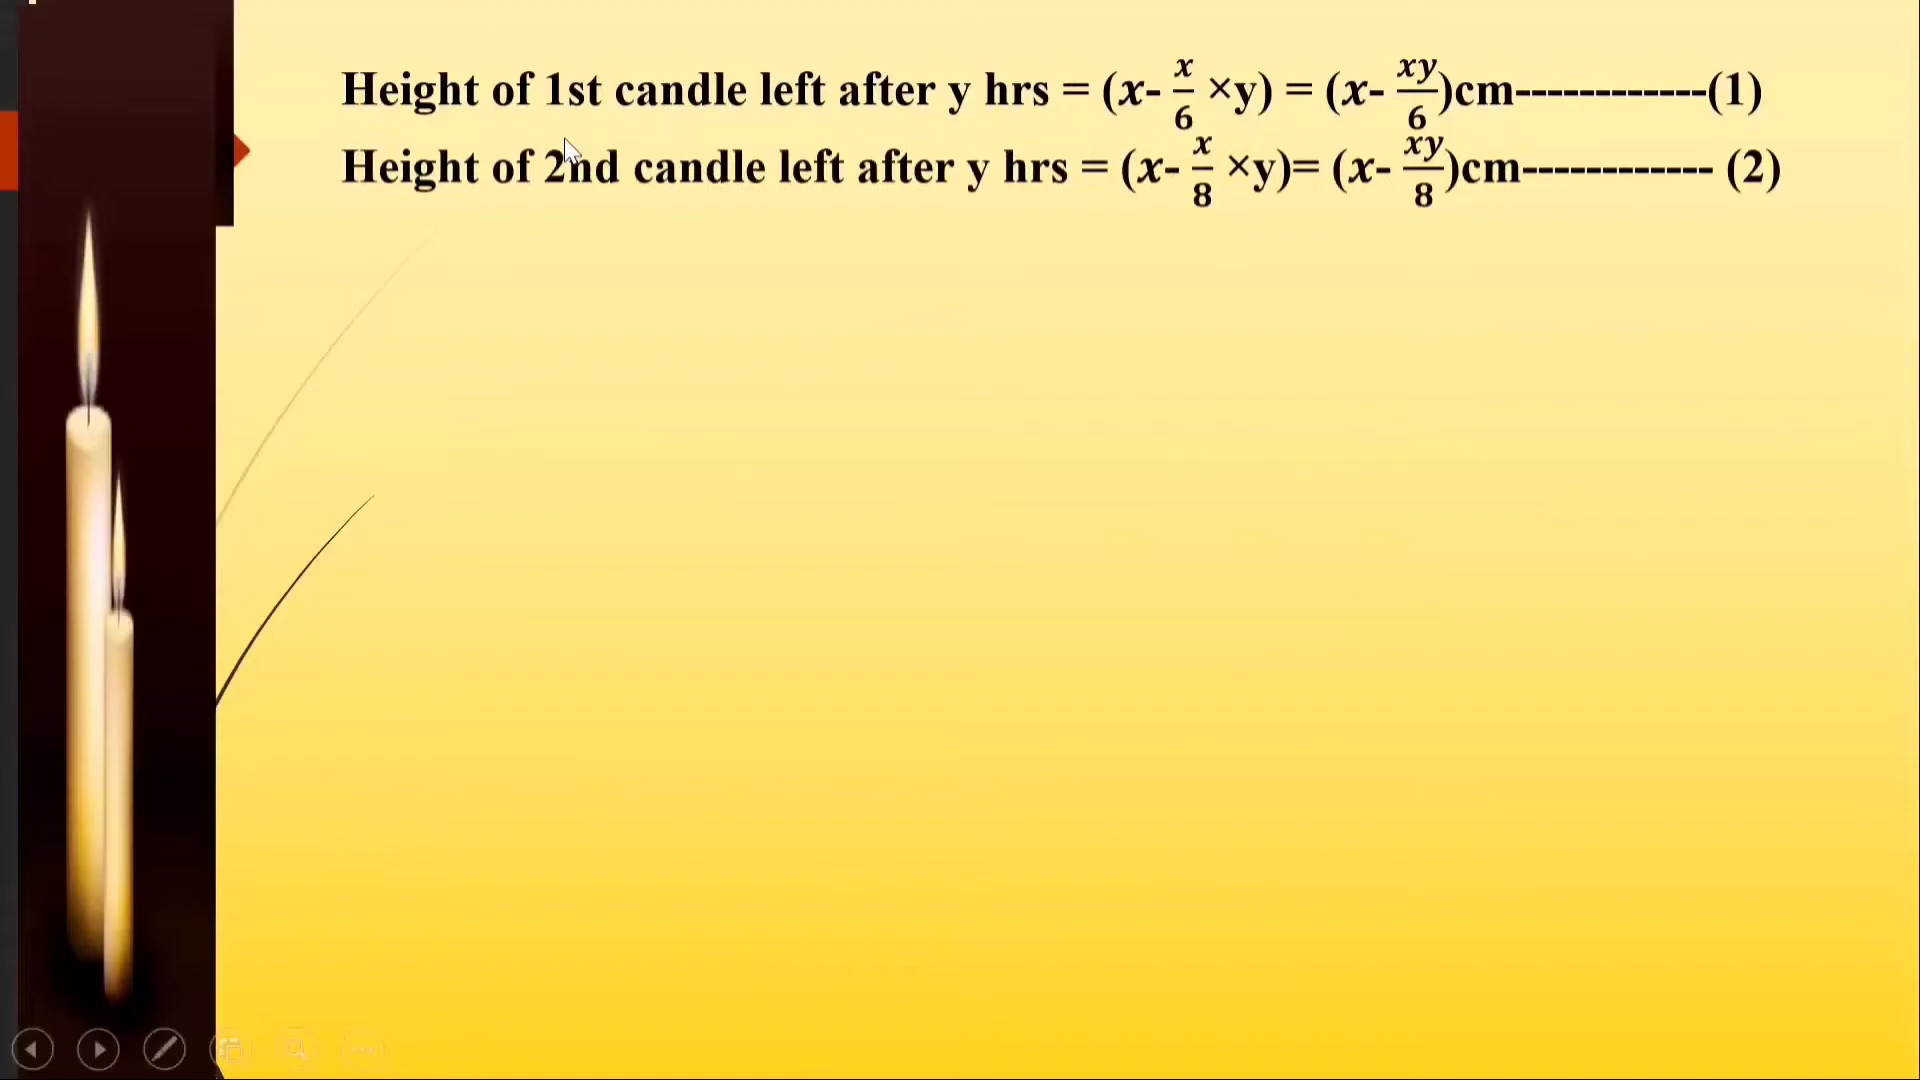 Height of 1st candle left after y hrs = (x- x/6 ×y) = (x- xy/6)cm------------(1)
Height of 2nd candle left after y hrs = (x- x/8 ×y)= (x- xy/8)cm------------ (2)